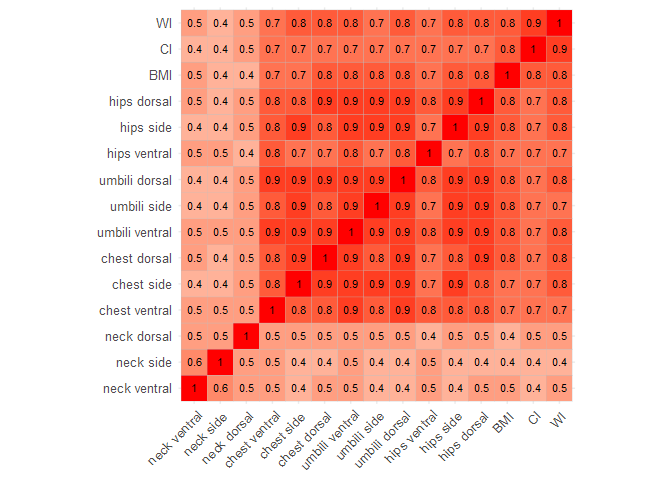 WI 0.5 0.4 0.5 0.7 0.8 0.8 0.8 0.7 0.8 0.7 0.8 0.8 0.8 0.9 1
CI 0.4 0.4 0.5 0.7 0.7 0.7 0.7 0.7 0.7 0.7 0.7 0.7 0.8 1 0.9
BMI 0.5 0.4 0.4 0.7 0.7 0.8 0.8 0.8 0.8 0.7 0.8 0.8 1 0.8 0.8
hips dorsal 0.5 0.4 0.5 0.8 0.8 0.9 0.9 0.9 0.9 0.8 0.9 1 0.8 0.7 0.8
hips side 0.4 0.4 0.5 0.8 0.9 0.8 0.9 0.9 0.9 0.7 1 0.9 0.8 0.7 0.8
hips ventral 0.5 0.5 0.4 0.8 0.7 0.7 0.8 0.7 0.8 1 0.7 0.8 0.7 0.7 0.7
umbili dorsal 0.4 0.4 0.5 0.9 0.9 0.9 0.9 0.9 1 0.8 0.9 0.9 0.8 0.7 0.8
umbili side 0.4 0.4 0.5 0.8 0.9 0.8 0.9 1 0.9 0.7 0.9 0.9 0.8 0.7 0.7
umbili ventral 0.5 0.5 0.5 0.9 0.9 0.9 1 0.9 0.9 0.8 0.9 0.9 0.8 0.7 0.8
chest dorsal 0.5 0.4 0.5 0.8 0.9 1 0.9 0.8 0.9 0.7 0.8 0.9 0.8 0.7 0.8
chest side 0.4 0.4 0.5 0.8 1 0.9 0.9 0.9 0.9 0.7 0.9 0.8 0.7 0.7 0.8
chest ventral 0.5 0.5 0.5 1 0.8 0.8 0.9 0.8 0.9 0.8 0.8 0.8 0.7 0.7 0.7
neck dorsal 0.5 0.5 1 0.5 0.5 0.5 0.5 0.5 0.5 0.4 0.5 0.5 0.4 0.5 0.5
neck side 0.6 1 0.5 0.5 0.4 0.4 0.5 0.4 0.4 0.5 0.4 0.4 0.4 0.4 0.4
neck ventral 1 0.6 0.5 0.5 0.4 0.5 0.5 0.4 0.4 0.5 0.4 0.5 0.5 0.4 0.5
neck ventral
neck side
neck dorsal
chest ventral
chest side
chest dorsal
umbili ventral
umbili side
umbili dorsal
hips ventral
hips side
hips dorsal
BMI
CI
WI